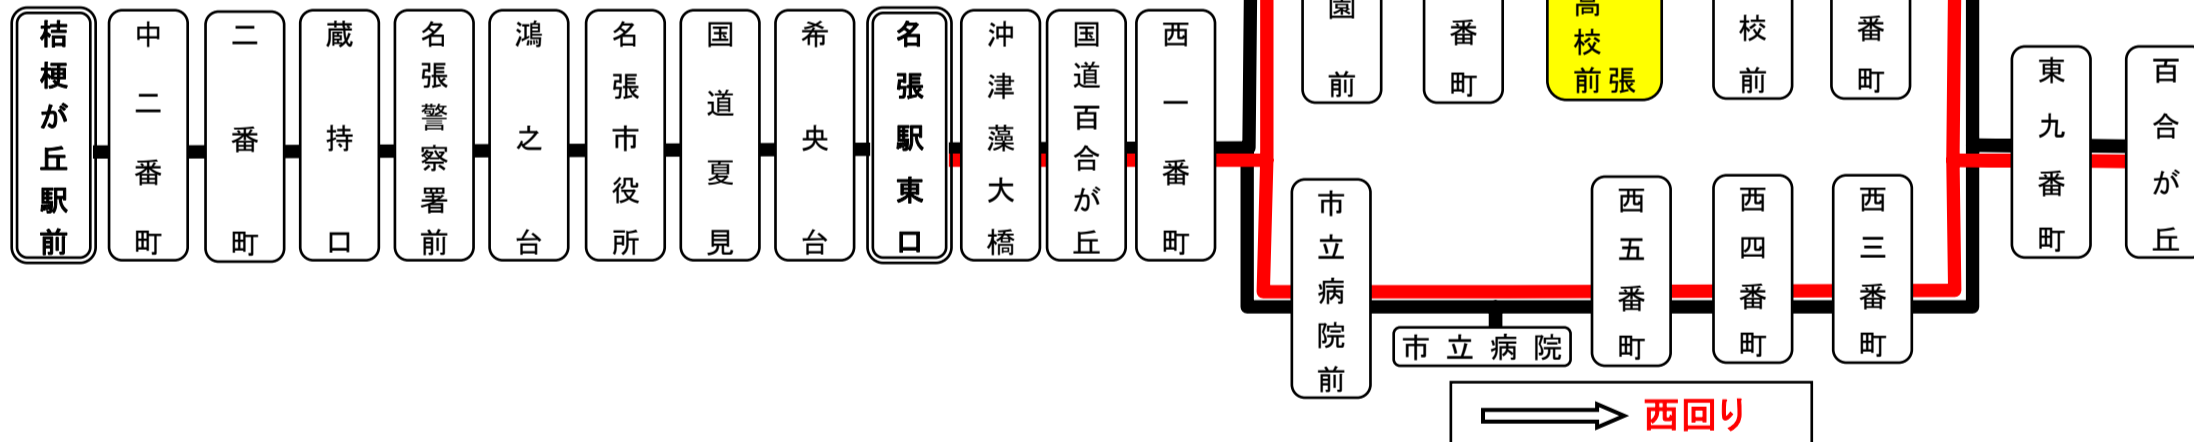 桔梗が丘駅前
中二番町
二番町
蔵持口
名張警察署前
鴻之台
名張市役所
国道夏見
希央台
名張駅東口
沖津藻大橋
国道百合が丘
西一番町
園前
番町
高校前
張
校前
番町
東九番町
百合が丘
市立病院前
市立病院
西五番町
西四番町
西三番町
西回り